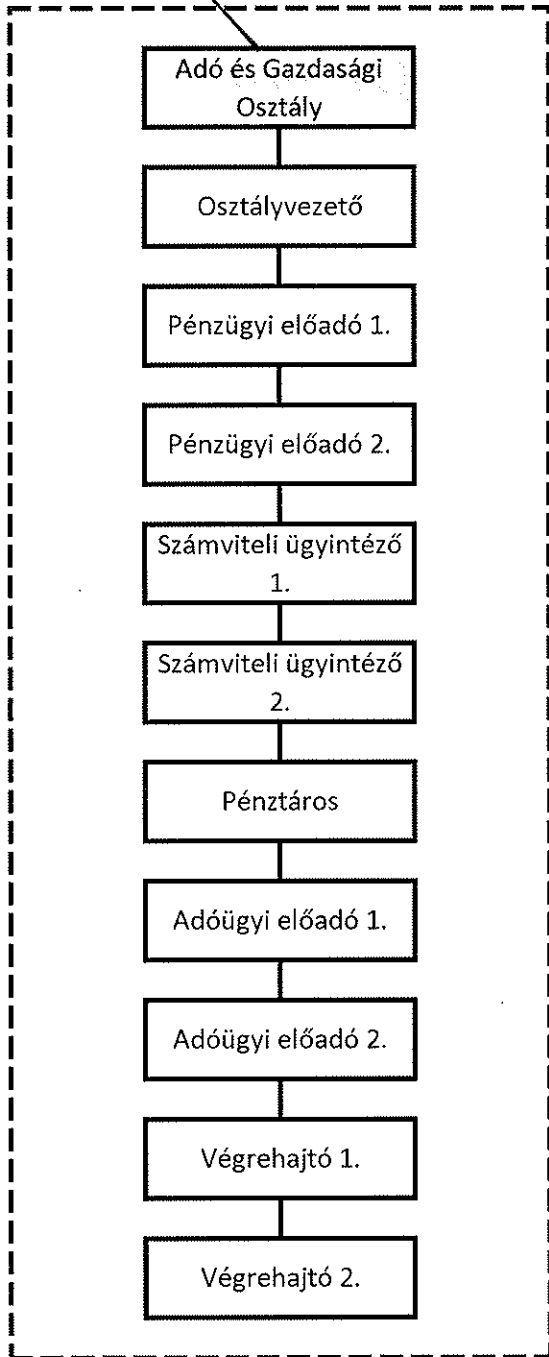 Adó és Gazdasági
Osztály
Osztályvezető
Pénzügyi előadó 1.
Pénzügyi előadó 2.
Számviteli ügyintéző
1.
Számviteli ügyintéző
2.
Pénztáros
Adóügyi előadó 1.
Adóügyi előadó 2.
Végrehajtó 1.
Végrehajtó 2.